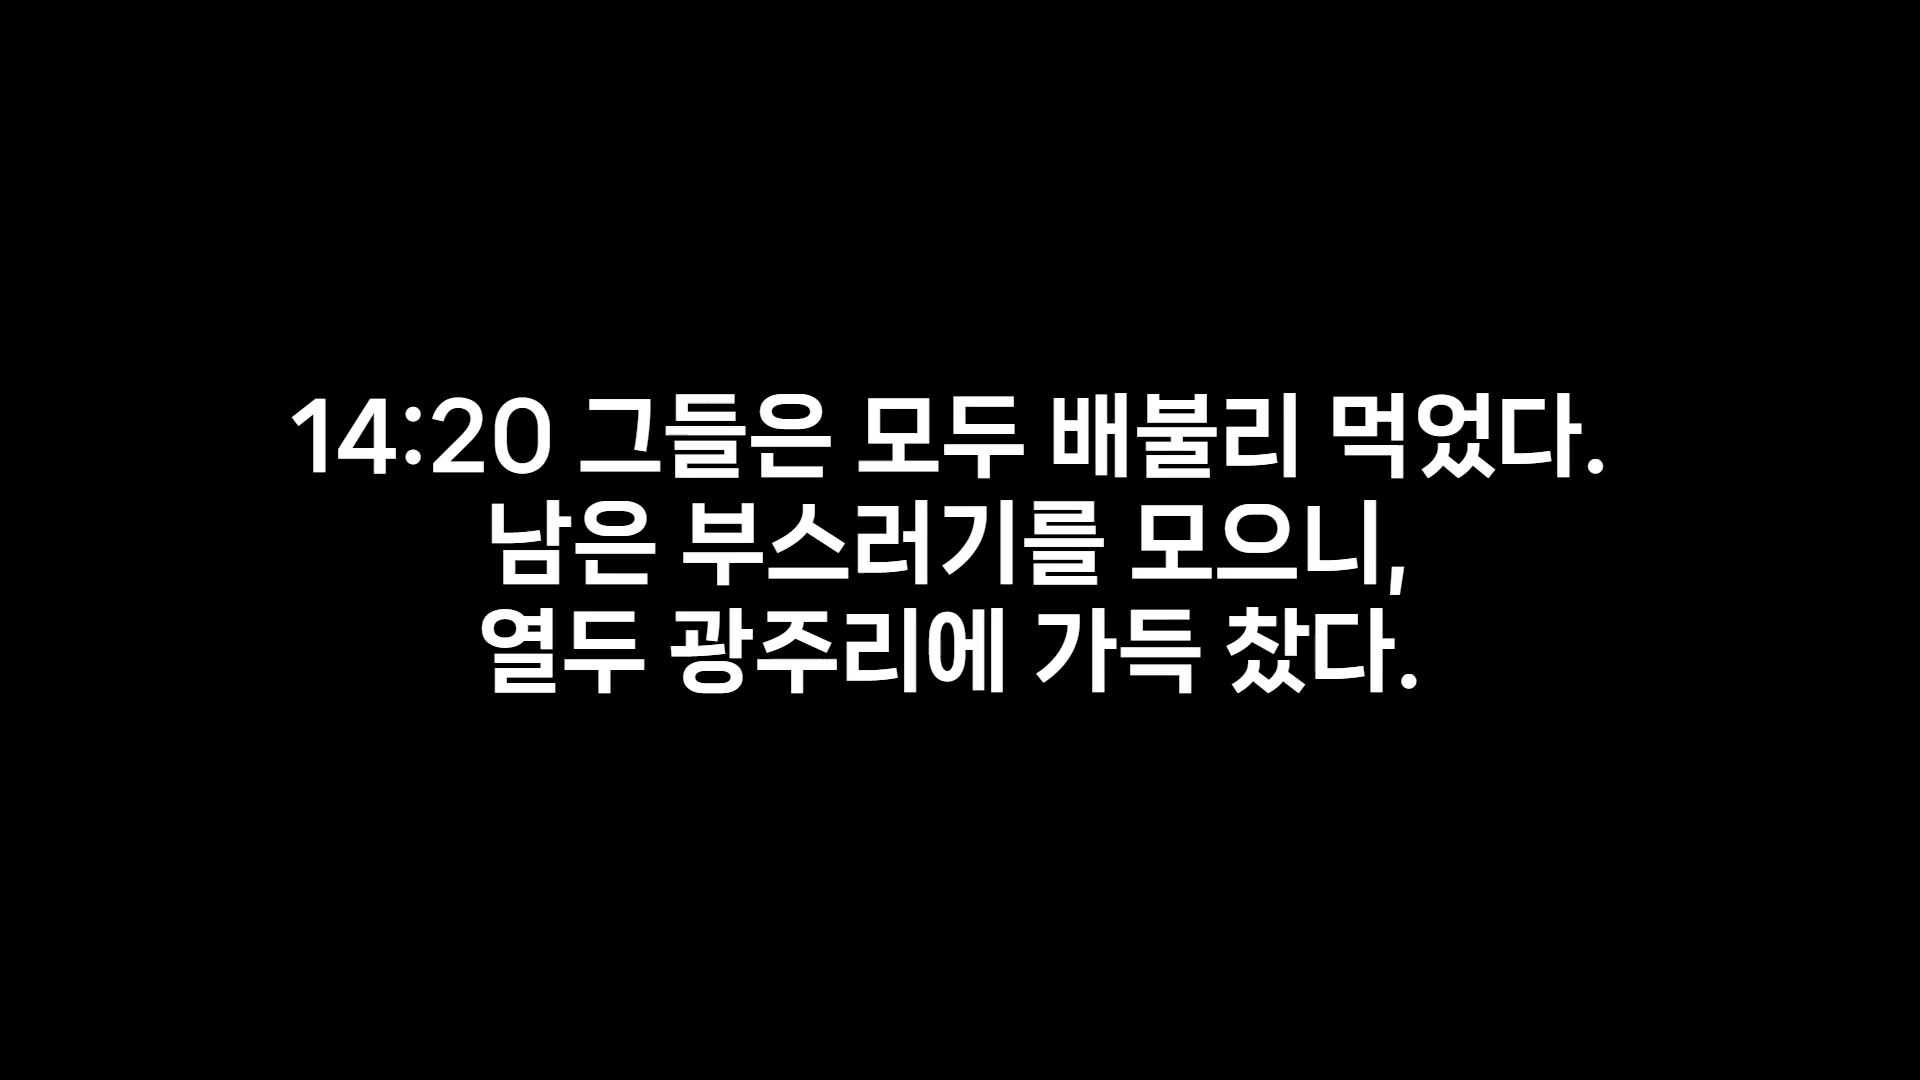 14:20 그들은 모두 배불리 먹었다.
남은 부스러기를 모으니,
열두 광주리에 가득 찼다.